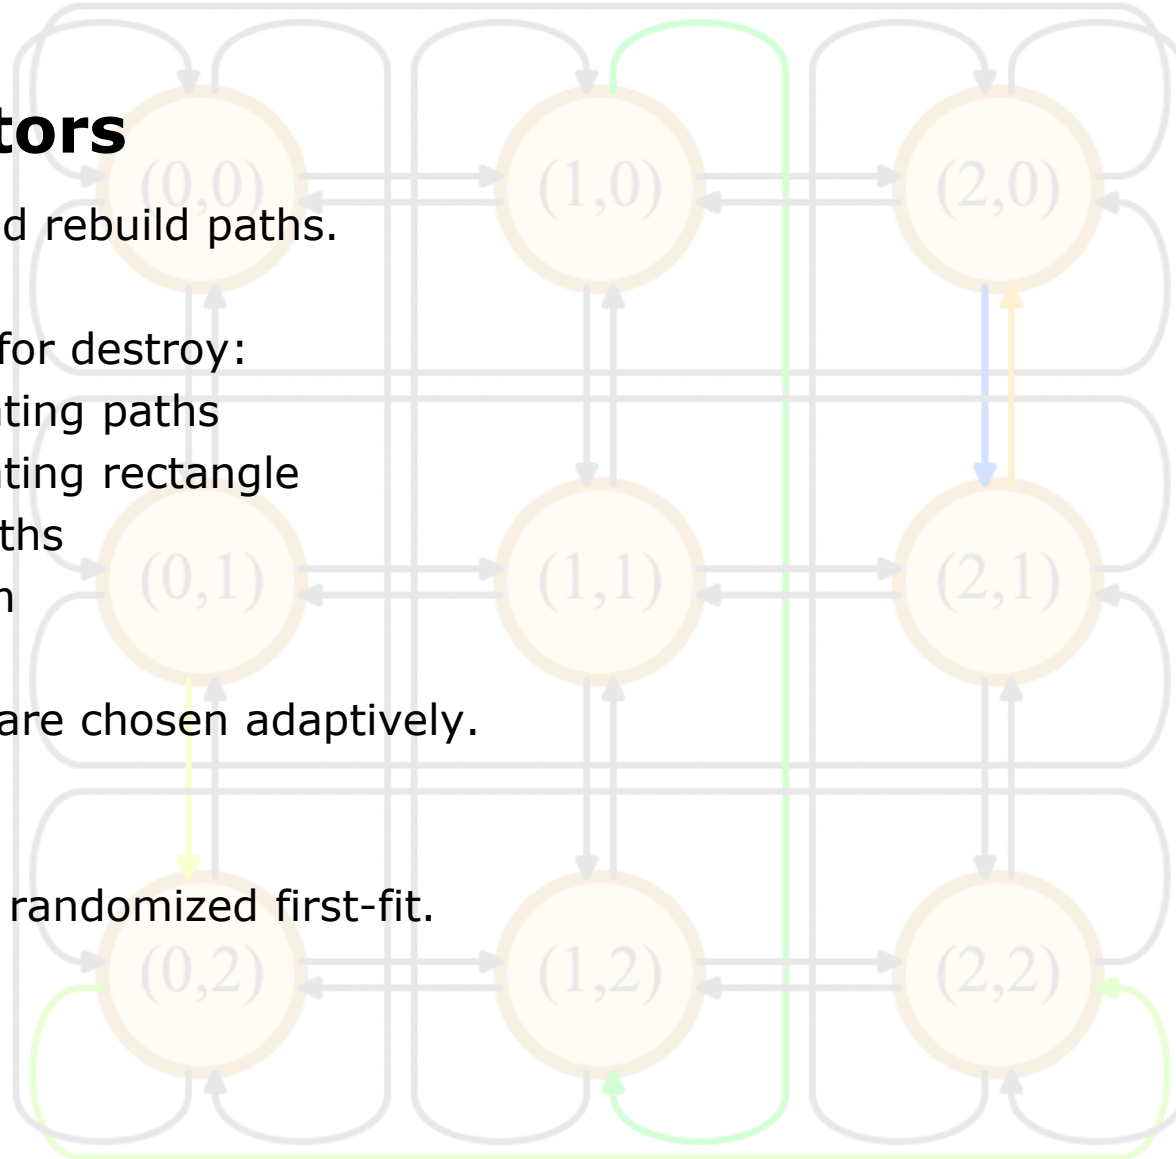 tors
(0,0) (1,0) (2,0)
d rebuild paths.
for destroy:
ting paths
ting rectangle
ths
n
(0,1) (1,1) (2,1)
are chosen adaptively.
randomized first-fit.
(0,2) (1,2) (2,2)